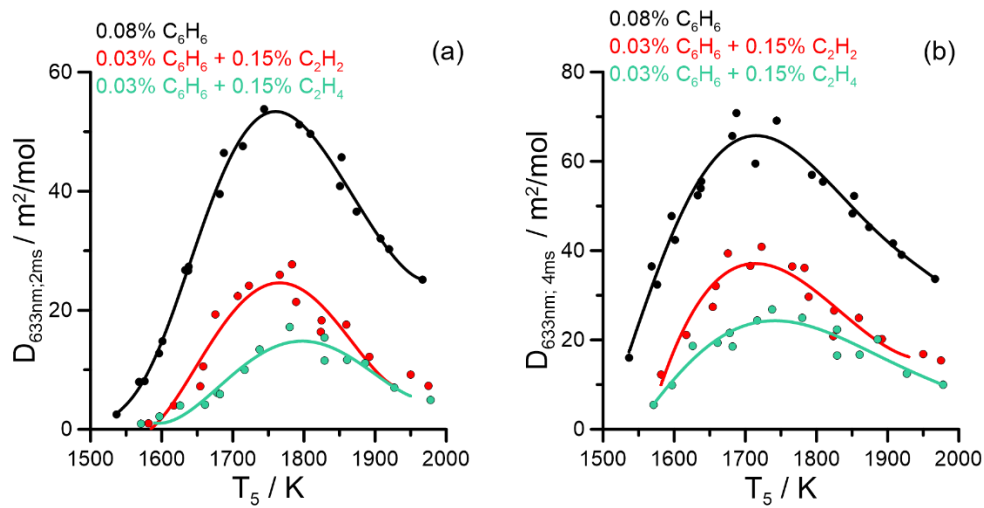 0.08% C₆H₆
0.03% C₆H₆ + 0.15% C₂H₂
0.03% C₆H₆ + 0.15% C₂H₄
(a)
60
40
20
0
D₆₃₃ₙₘ;₂ₘₛ / m²/mol
1500 1600 1700 1800 1900 2000
T₅ / K
0.08% C₆H₆
0.03% C₆H₆ + 0.15% C₂H₂
0.03% C₆H₆ + 0.15% C₂H₄
(b)
80
60
40
20
0
D₆₃₃ₙₘ; ₄ₘₛ / m²/mol
1500 1600 1700 1800 1900 2000
T₅ / K